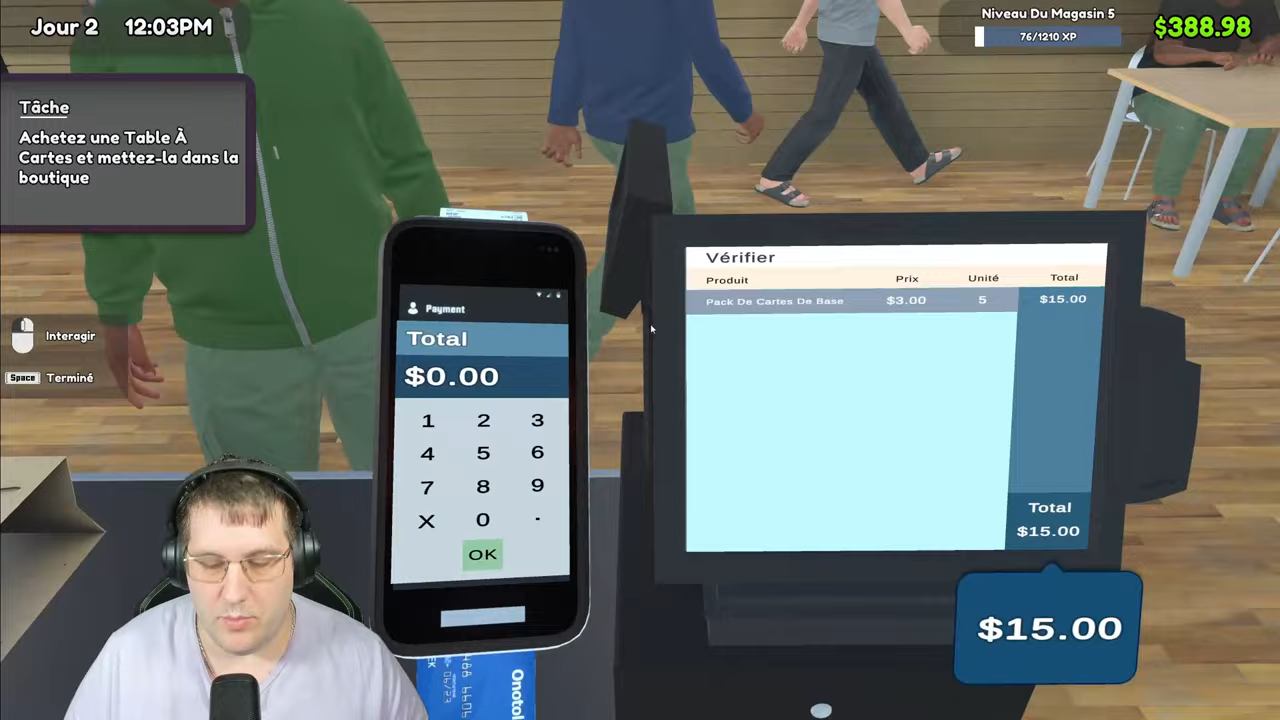 Jour 2 12:03PM
Niveau Du Magasin 5
76/1210 XP
$388.98
Tâche
Achetez une Table À
Cartes et mettez-la dans la
boutique
Interagir
Space Terminé
Payment
Total
$0.00
1 2 3
4 5 6
7 8 9
X 0 .
OK
Vérifier
Produit Prix Unité Total
Pack De Cartes De Base $3.00 5 $15.00
Total
$15.00
$15.00